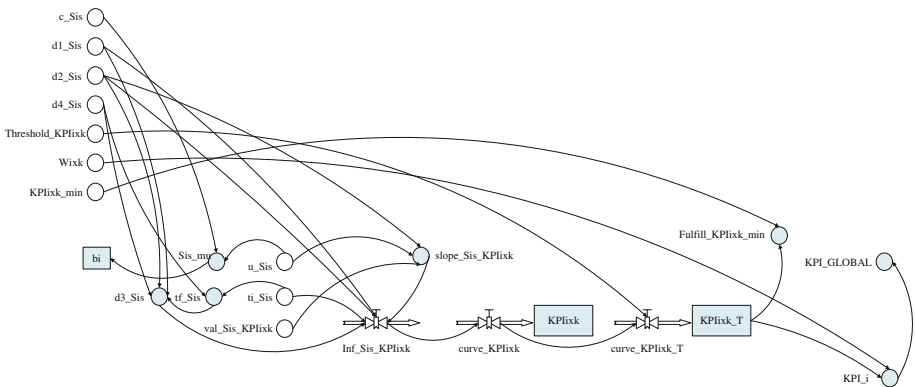 c_Sis
d1_Sis
d2_Sis
d4_Sis
Threshold_KPIixk
Wixk
KPIixk_min
Fulfill_KPIixk_min
bi
Sis_mu
u_Sis
slope_Sis_KPIixk
KPI_GLOBAL
d3_Sis
tf_Sis
ti_Sis
val_Sis_KPIixk
KPIixk
KPIixk_T
Inf_Sis_KPIixk
curve_KPIixk
curve_KPIixk_T
KPI_i